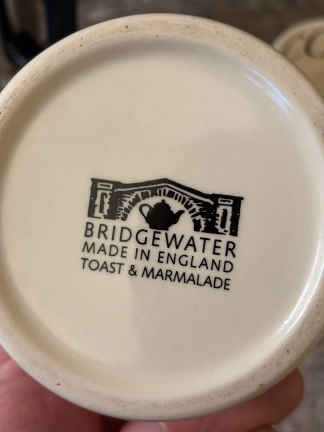 BRIDGEWATER
MADE IN ENGLAND
TOAST & MARMALADE